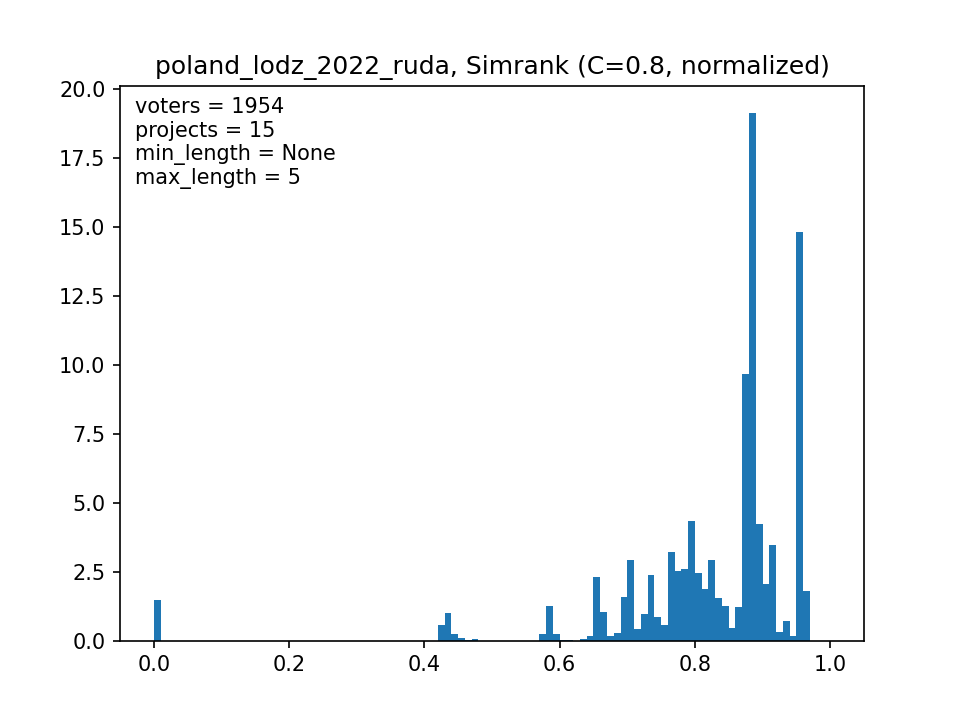 poland_lodz_2022_ruda, Simrank (C=0.8, normalized)
voters = 1954
projects = 15
min_length = None
max_length = 5
20.0
17.5
15.0
12.5
10.0
7.5
5.0
2.5
0.0
0.0 0.2 0.4 0.6 0.8 1.0